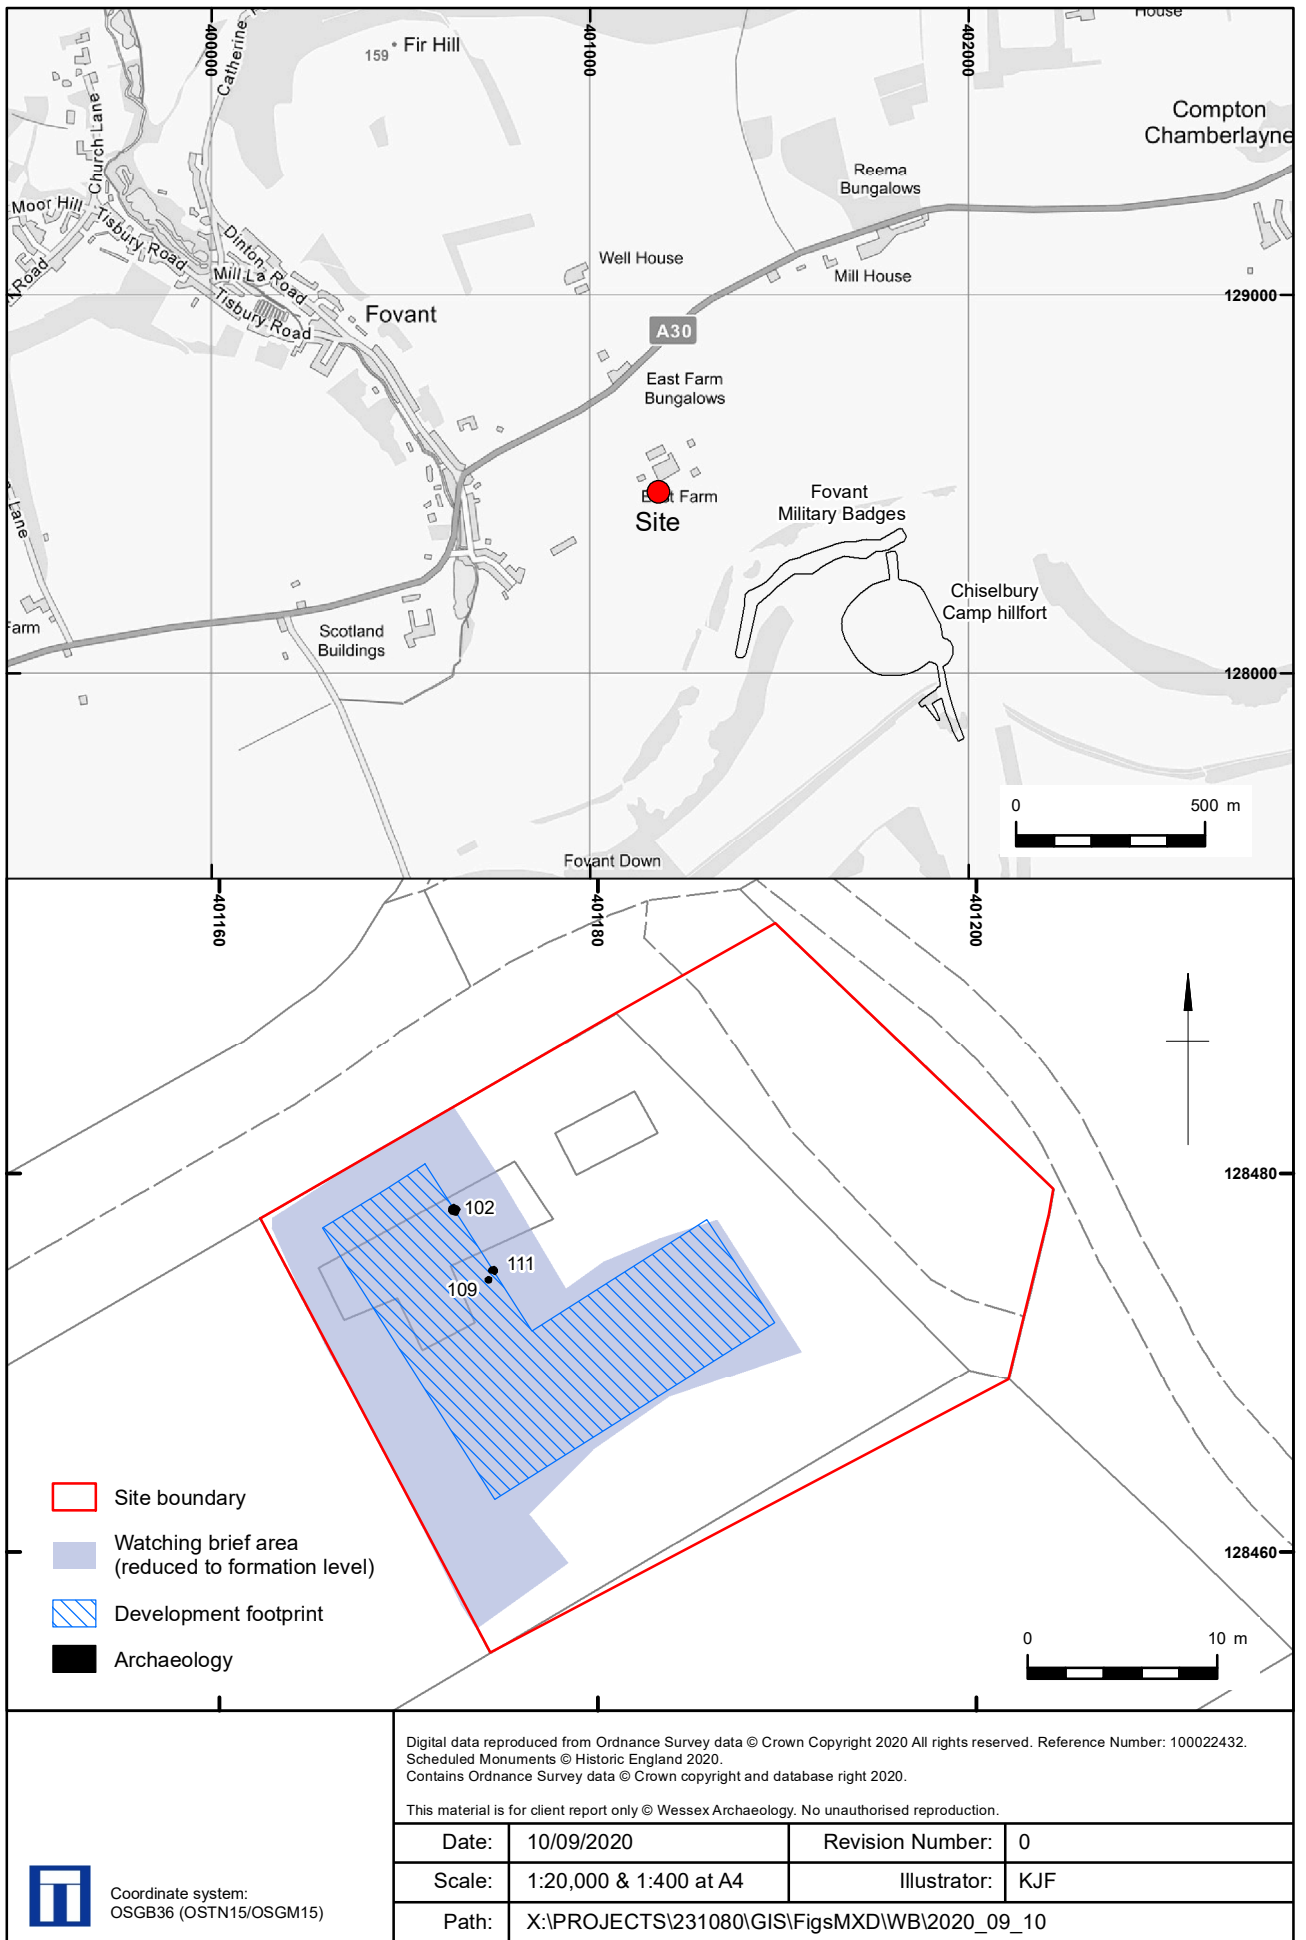 House
400000
401000
402000
Catherine
159
Fir Hill
Compton
Chamberlayne
Church Lane
Reema
Bungalows
Moor Hill
Tisbury Road
Dinton Road
Mill La
Road
Well House
Mill House
129000
Tisbury Road
Fovant
A30
East Farm
Bungalows
East Farm
Site
Fovant
Military Badges
Lane
Chiselbury
Camp hillfort
Farm
Scotland
Buildings
128000
0 500 m
Fovant Down
401160
401180
401200
128480
102
111
109
128460
Site boundary
Watching brief area
(reduced to formation level)
Development footprint
Archaeology
0 10 m
Digital data reproduced from Ordnance Survey data © Crown Copyright 2020 All rights reserved. Reference Number: 100022432.
Scheduled Monuments © Historic England 2020.
Contains Ordnance Survey data © Crown copyright and database right 2020.
This material is for client report only © Wessex Archaeology. No unauthorised reproduction.
Date: 10/09/2020 Revision Number: 0
Scale: 1:20,000 & 1:400 at A4 Illustrator: KJF
Path: X:\PROJECTS\231080\GIS\FigsMXD\WB\2020_09_10
Coordinate system:
OSGB36 (OSTN15/OSGM15)